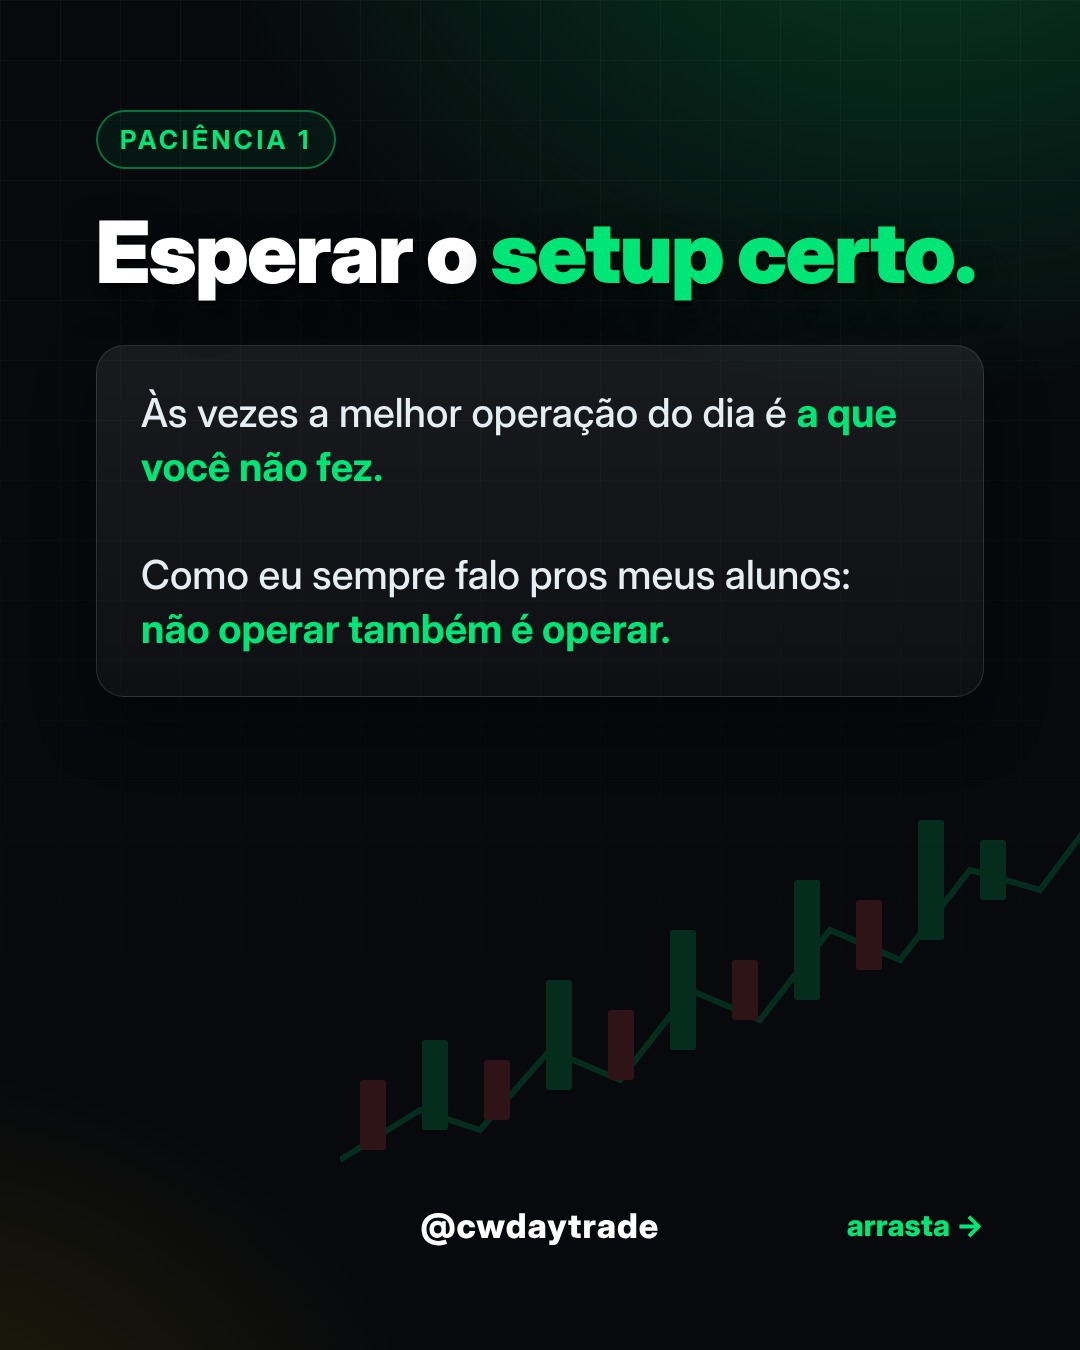 PACIÊNCIA 1
Esperar o setup certo.
Às vezes a melhor operação do dia é a que
você não fez.
Como eu sempre falo pros meus alunos:
não operar também é operar.
@cwdaytrade
arrasta →